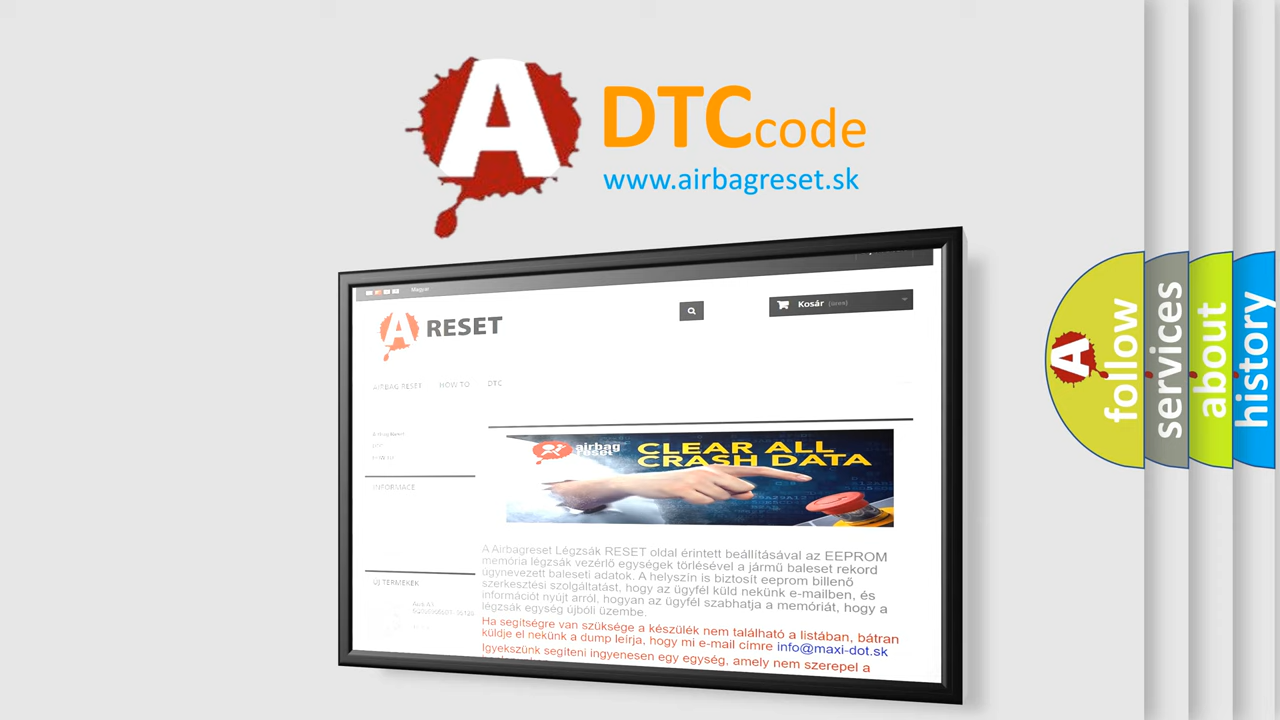 A
DTC code
www.airbagreset.sk
Magyar
A RESET
Kosár (üres)
AIRBAG RESET HOW TO DTC
INFORMACE
ÚJ TERMÉKEK
airbag
reset
CLEAR ALL
CRASH DATA
A Airbagreset Légzsák RESET oldal érintett beállításával az EEPROM
memória légzsák vezérlő egységek törlésével a jármű baleset rekord
úgynevezett baleseti adatok. A helyszín is biztosít eeprom billenő
szerkesztési szolgáltatást, hogy az ügyfél küld nekünk e-mailben, és
információt nyújt arról, hogyan az ügyfél szabhatja a memóriát, hogy a
légzsák egység újbóli üzembe.
Ha segítségre van szüksége a készülék nem található a listában, bátran
küldje el nekünk a dump leírja, hogy mi e-mail címre info@maxi-dot.sk
Igyekszünk segíteni ingyenesen egy egység, amely nem szerepel a
A
follow
services
about
history